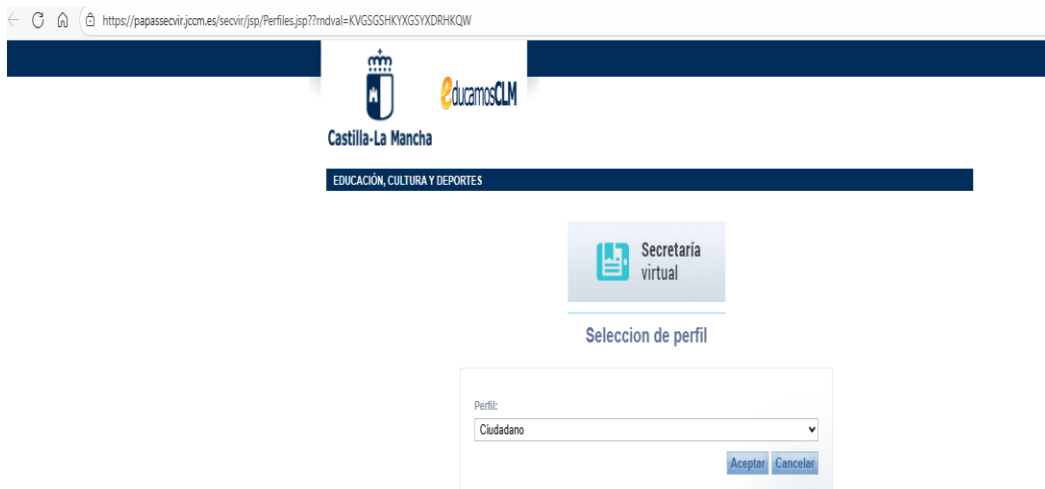 https://papassecvir.jccm.es/secvir/jsp/Perfiles.jsp??rndval=KVGSGSHKYXGSYXDRHKQW
educamosCLM
Castilla-La Mancha
EDUCACIÓN, CULTURA Y DEPORTES
Secretaría
virtual
Seleccion de perfil
Perfil:
Ciudadano
Aceptar Cancelar